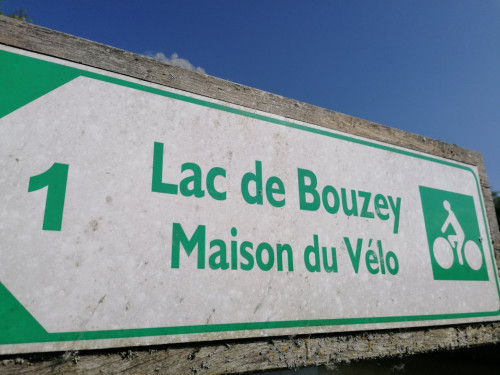 1
Lac de Bouzey
Maison du Vélo